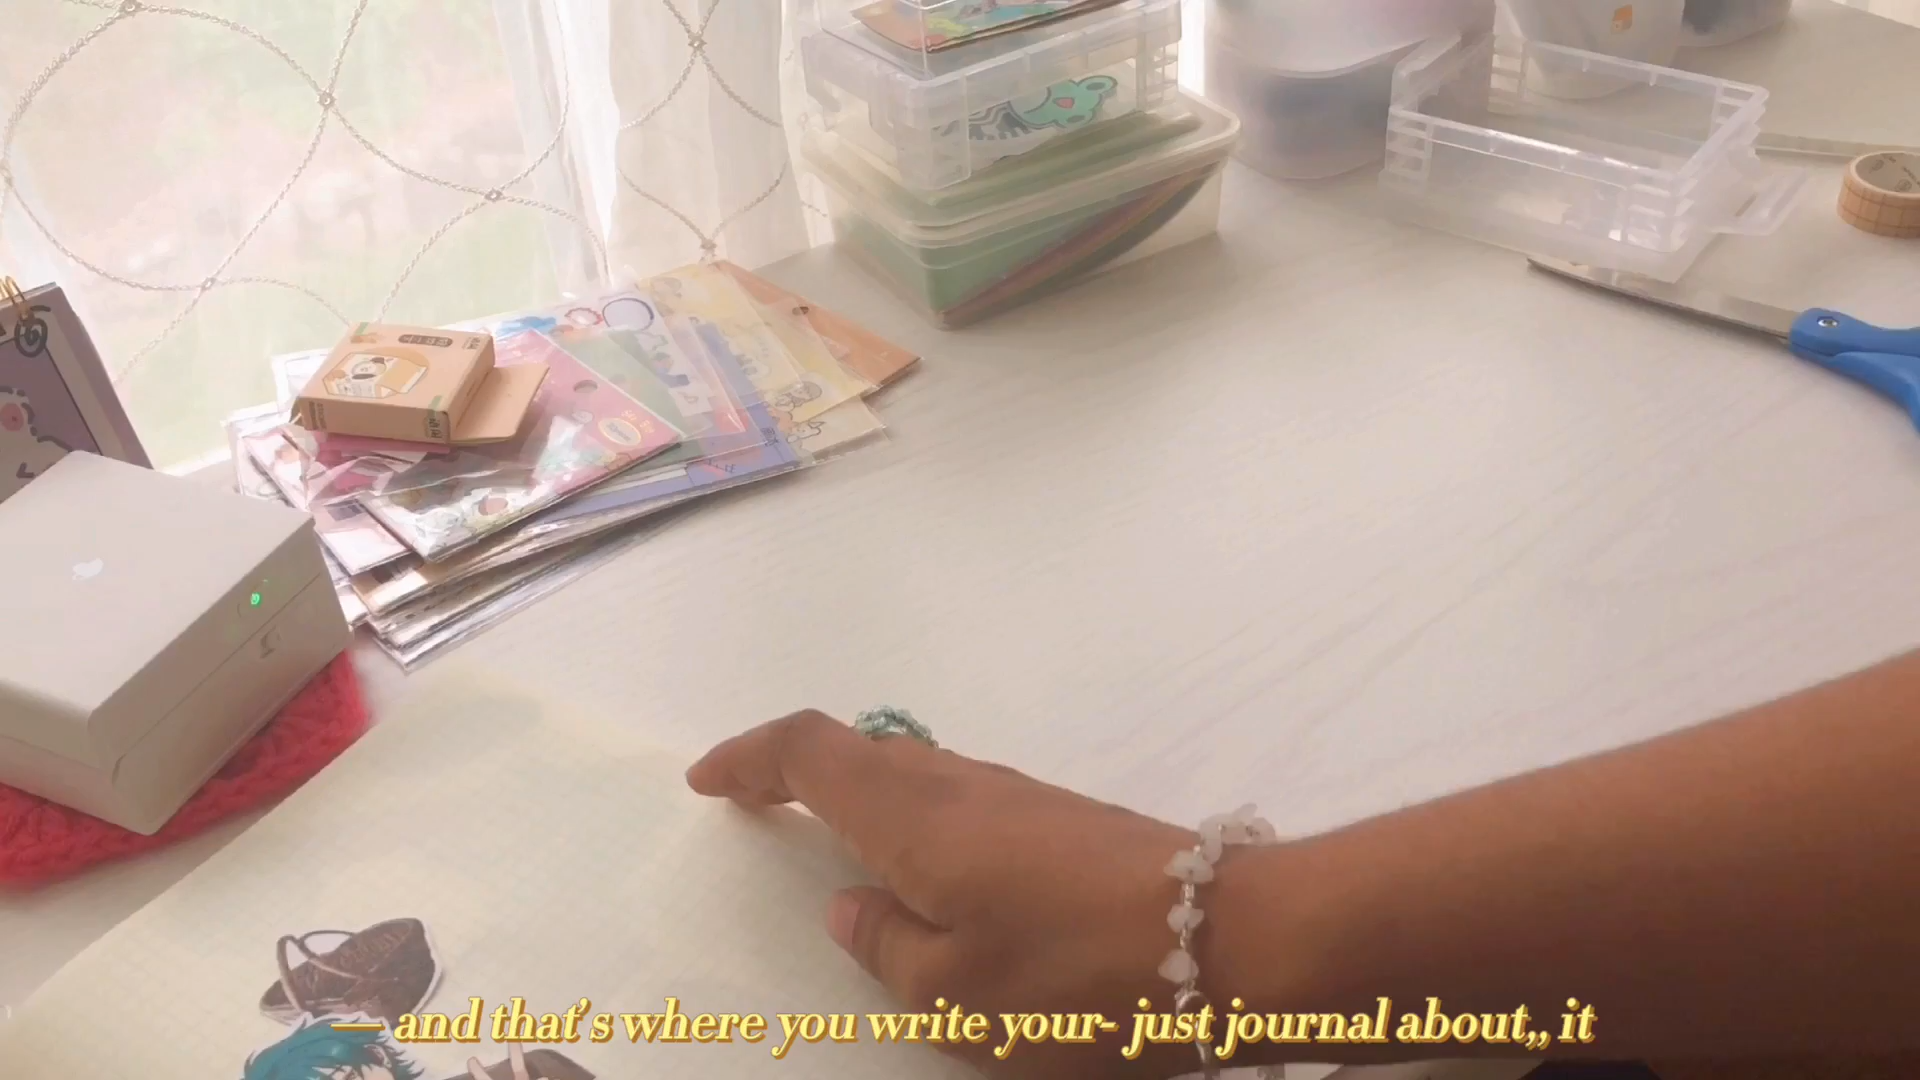 — and that's where you write your- just journal about,, it